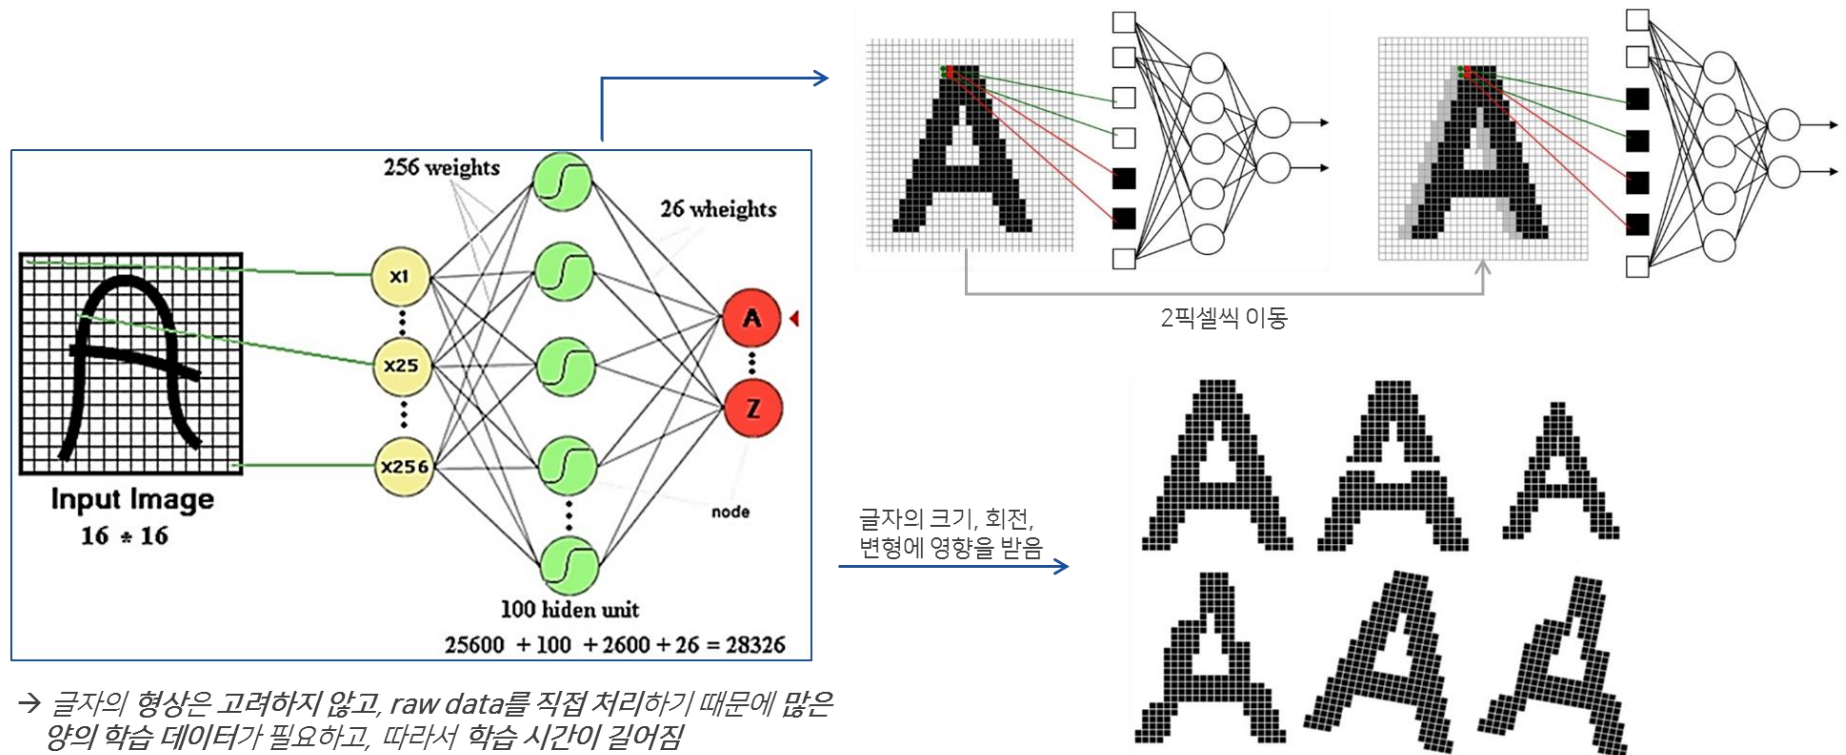 256 weights
26 wheights
x1
x25
x256
A
Z
node
Input Image
16 * 16
100 hiden unit
25600 + 100 + 2600 + 26 = 28326
2픽셀씩 이동
글자의 크기, 회전,
변형에 영향을 받음
→ 글자의 형상은 고려하지 않고, raw data를 직접 처리하기 때문에 많은
양의 학습 데이터가 필요하고, 따라서 학습 시간이 길어짐